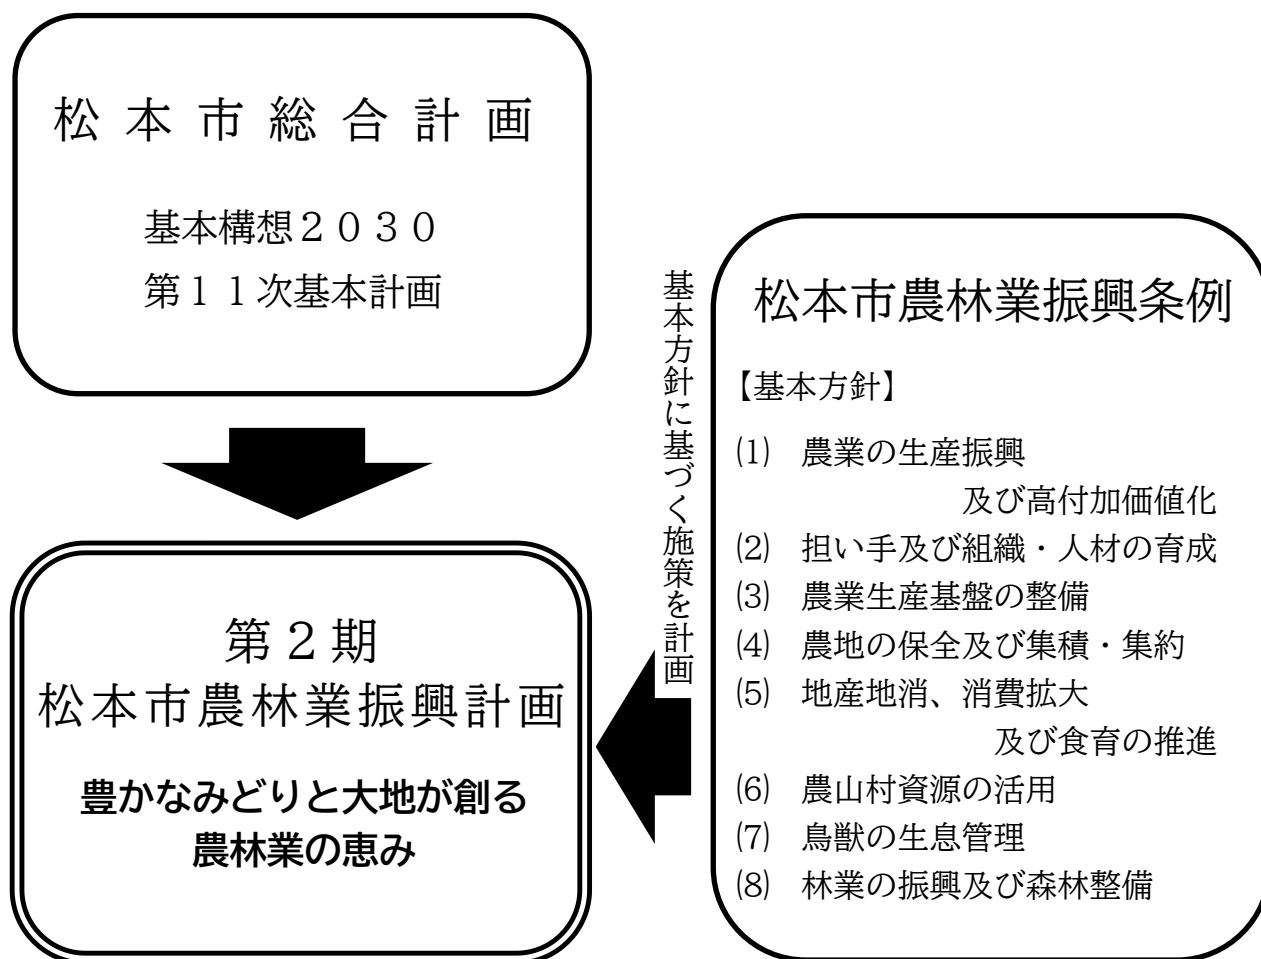 松本市総合計画
基本構想２０３０
第１１次基本計画
基本方針に基づく施策を計画
松本市農林業振興条例
【基本方針】
⑴　農業の生産振興
及び高付加価値化
⑵　担い手及び組織・人材の育成
⑶　農業生産基盤の整備
⑷　農地の保全及び集積・集約
⑸　地産地消、消費拡大
及び食育の推進
⑹　農山村資源の活用
⑺　鳥獣の生息管理
⑻　林業の振興及び森林整備
第２期
松本市農林業振興計画
豊かなみどりと大地が創る
農林業の恵み